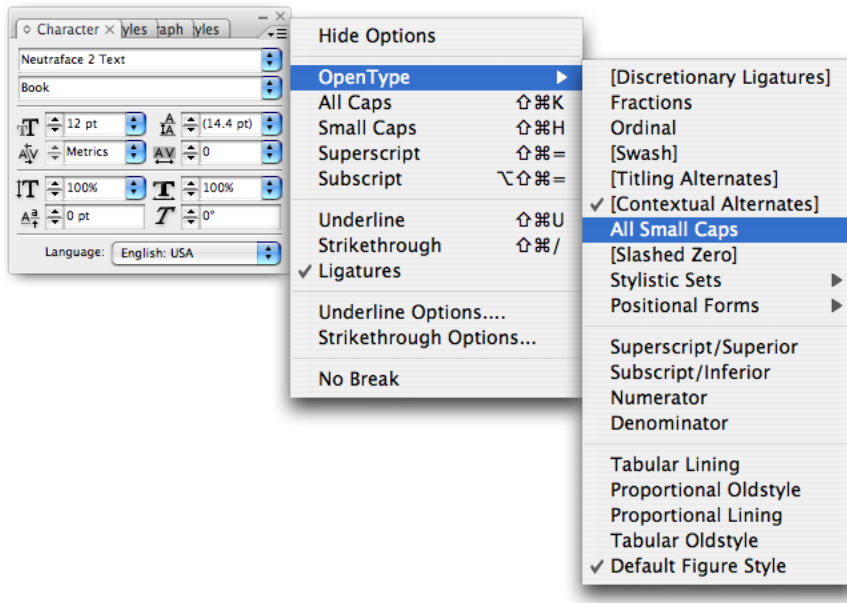 Character yles raph yles
Neutraface 2 Text
Book
12 pt (14.4 pt)
Metrics 0
100% 100%
0 pt 0°
Language: English: USA
Hide Options
OpenType
All Caps ⇧⌘K
Small Caps ⇧⌘H
Superscript ⇧⌘=
Subscript ⌥⇧⌘=
Underline ⇧⌘U
Strikethrough ⇧⌘/
✓ Ligatures
Underline Options....
Strikethrough Options...
No Break
[Discretionary Ligatures]
Fractions
Ordinal
[Swash]
[Titling Alternates]
✓ [Contextual Alternates]
All Small Caps
[Slashed Zero]
Stylistic Sets
Positional Forms
Superscript/Superior
Subscript/Inferior
Numerator
Denominator
Tabular Lining
Proportional Oldstyle
Proportional Lining
Tabular Oldstyle
✓ Default Figure Style